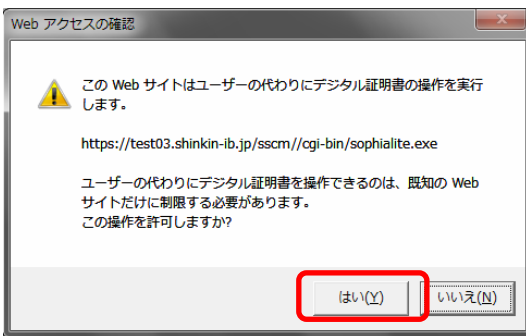 Web アクセスの確認
この Web サイトはユーザーの代わりにデジタル証明書の操作を実行
します。
https://test03.shinkin-ib.jp/sscm//cgi-bin/sophialite.exe
ユーザーの代わりにデジタル証明書を操作できるのは、既知の Web
サイトだけに制限する必要があります。
この操作を許可しますか?
はい(Y) いいえ(N)